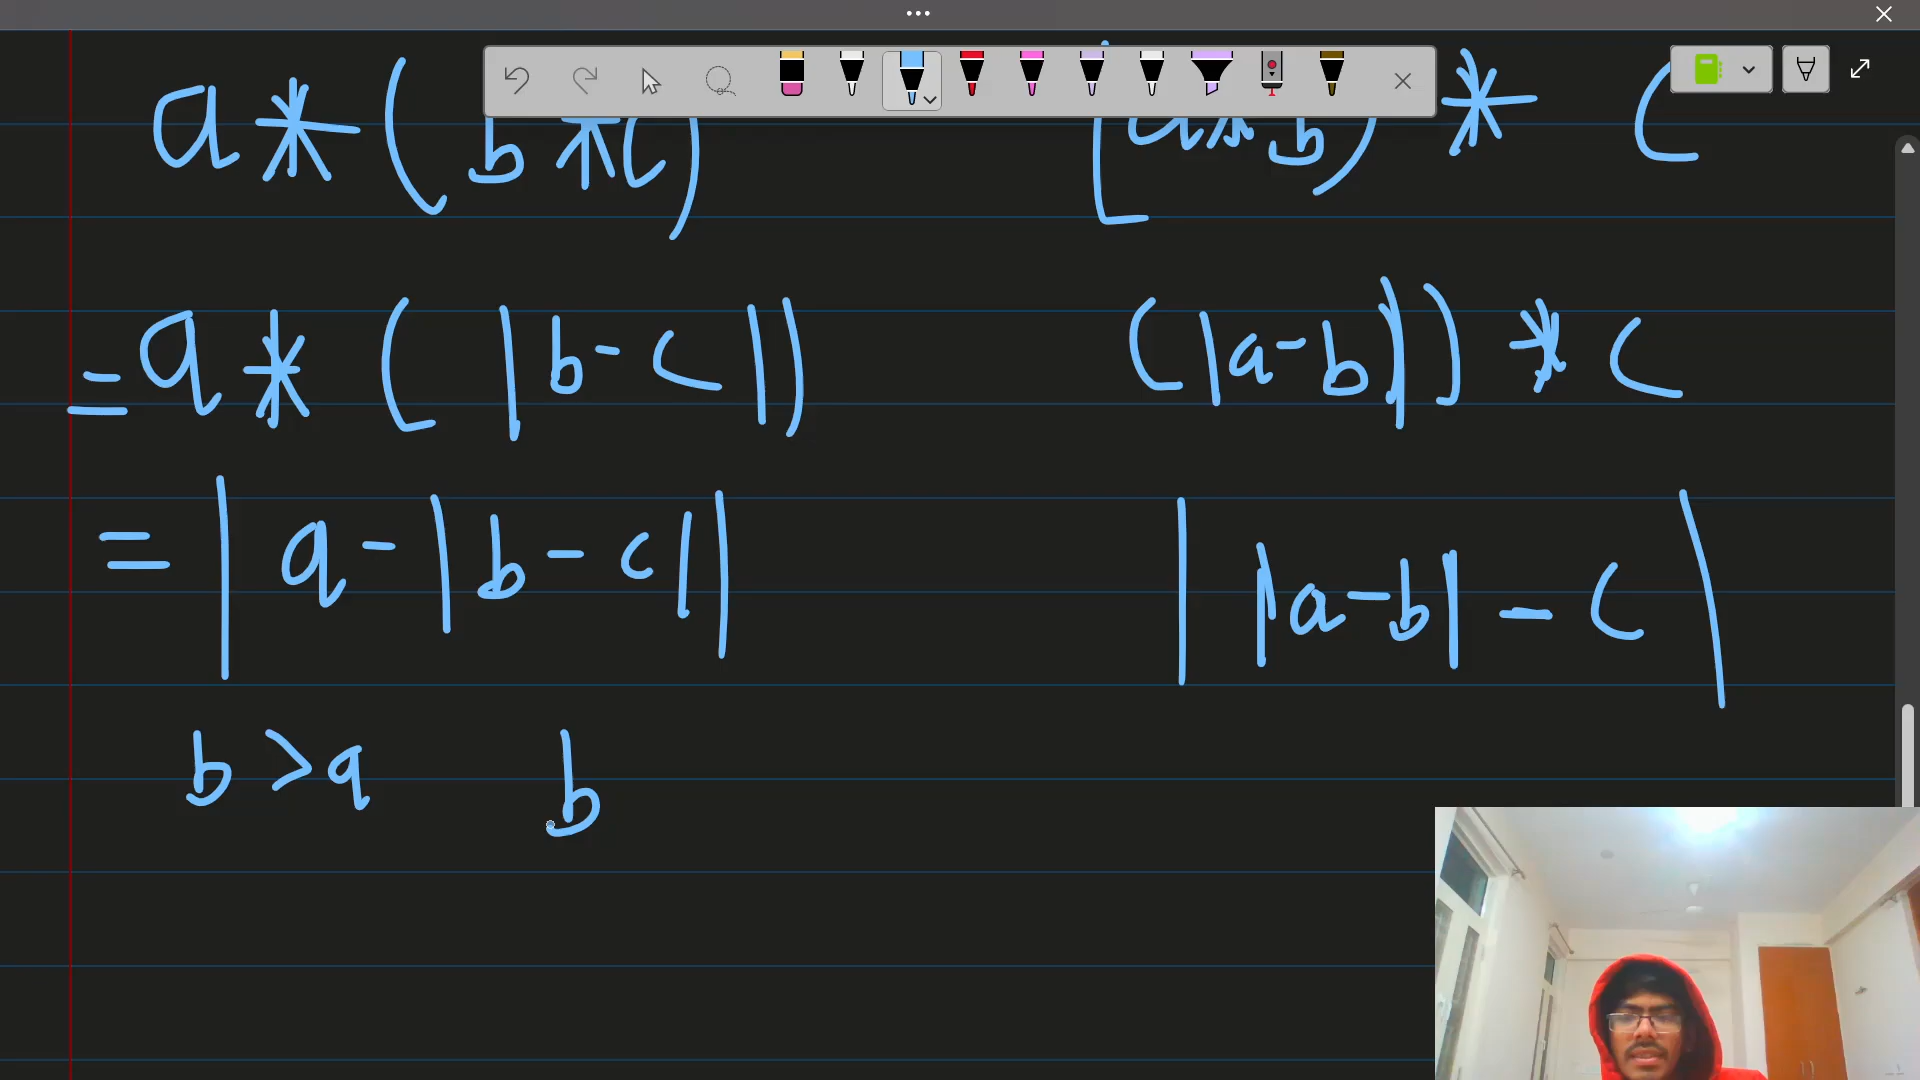 a * (b * c) (a * b) * c
= a * (|b - c|) (|a - b|) * c
= |a - |b - c|| ||a - b| - c|
b > a b